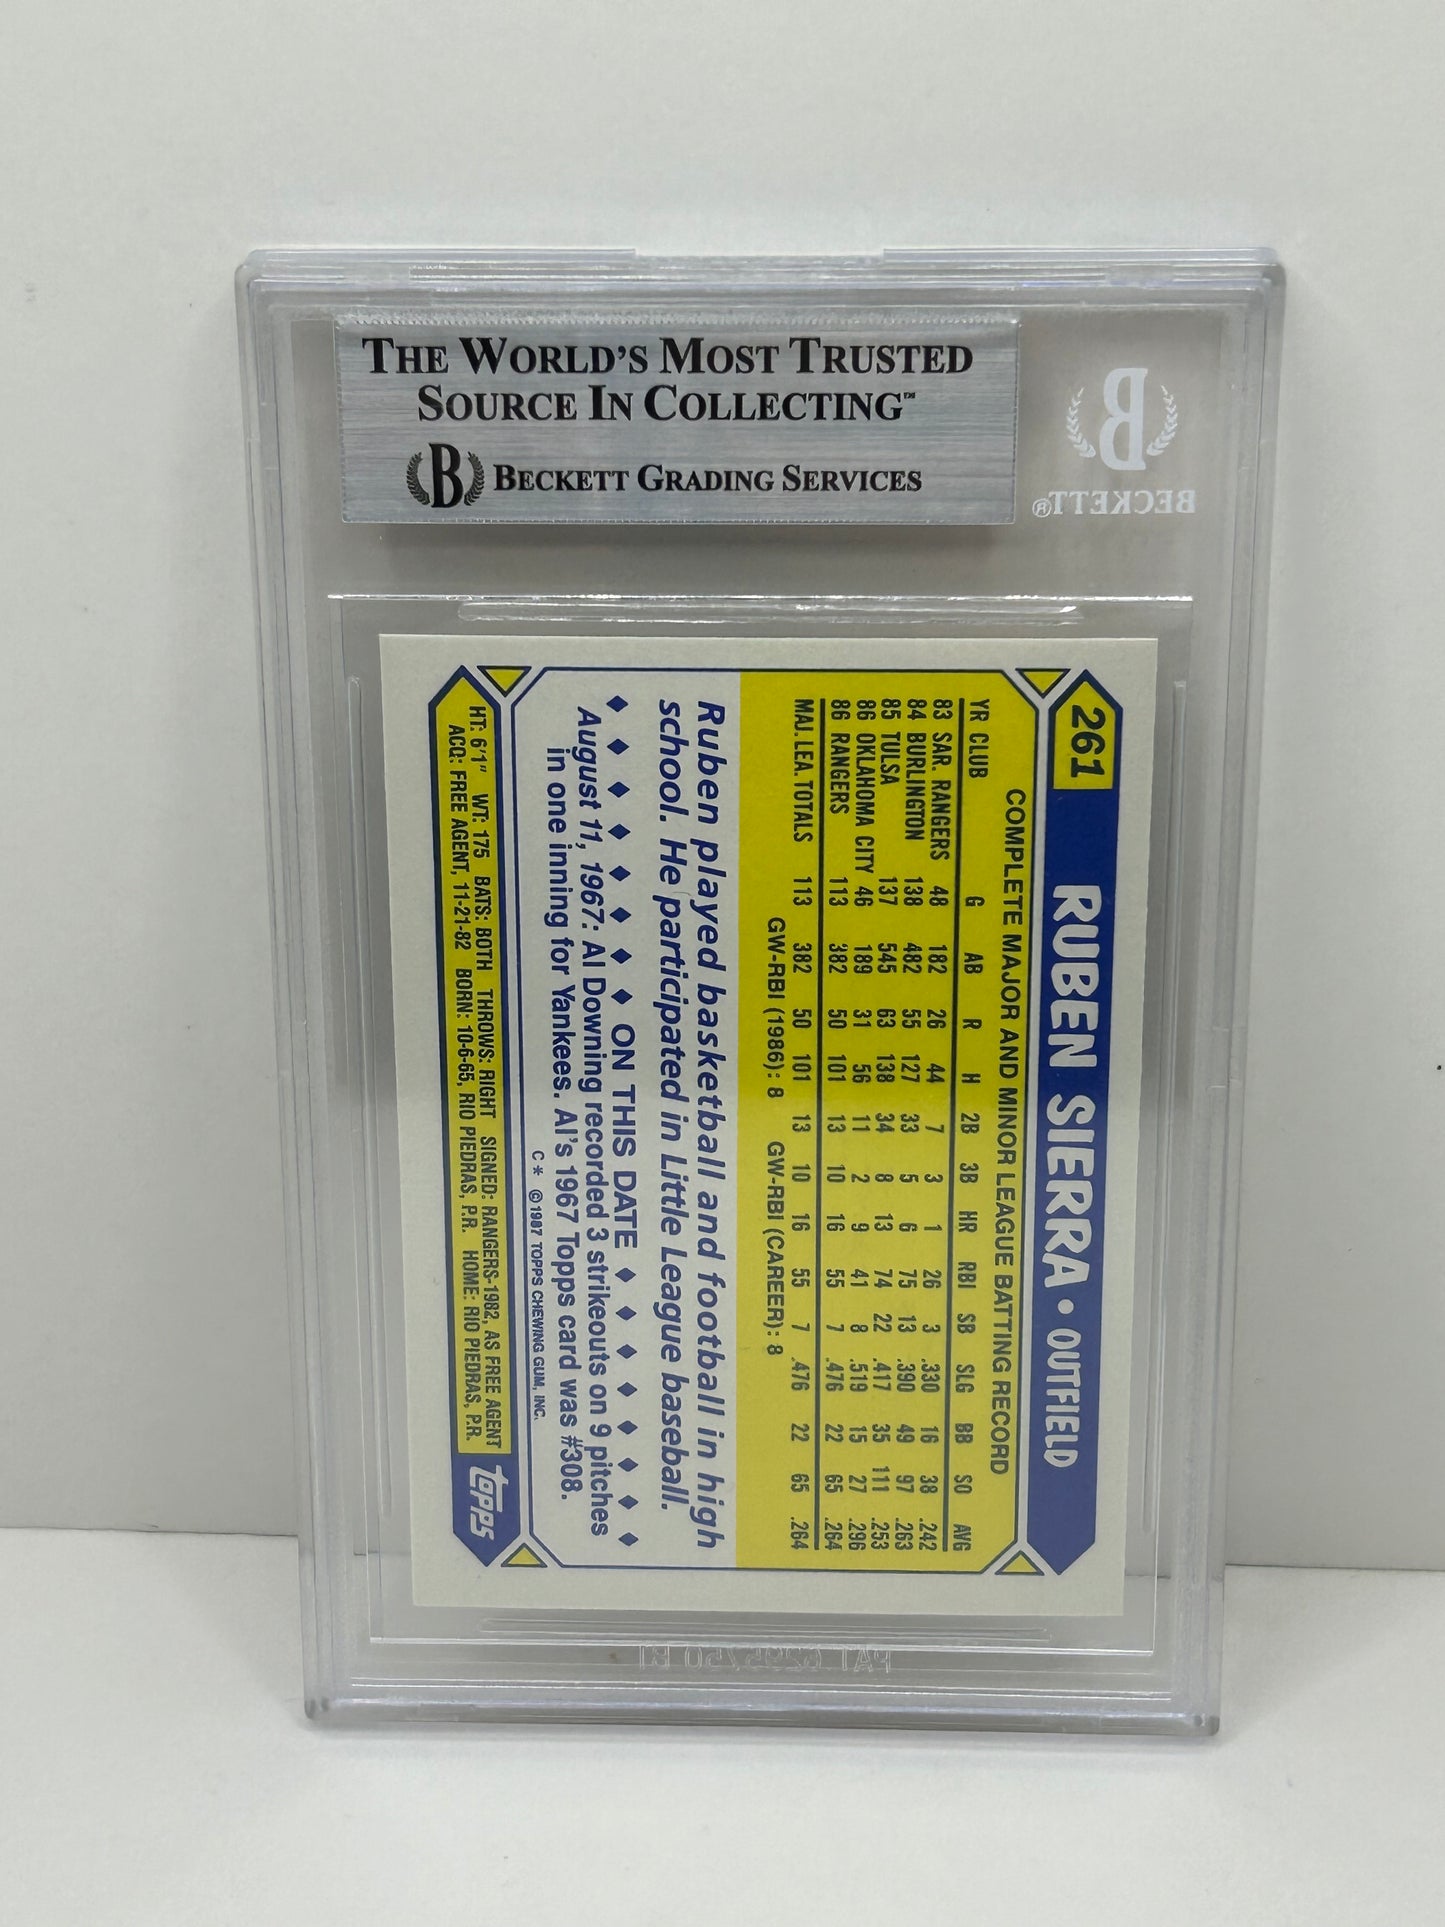 THE WORLD'S MOST TRUSTED
SOURCE IN COLLECTING™
B BECKETT GRADING SERVICES
B
BECKETT®
261 RUBEN SIERRA • OUTFIELD
COMPLETE MAJOR AND MINOR LEAGUE BATTING RECORD
YR CLUB G AB R H 2B 3B HR RBI SB SLG BB SO AVG
83 SAR. RANGERS 48 182 26 44 7 3 1 26 3 .330 16 38 .242
84 BURLINGTON 138 482 55 127 33 5 6 75 13 .390 49 97 .263
85 TULSA 137 545 63 138 34 8 13 74 22 .417 35 111 .253
86 OKLAHOMA CITY 46 189 31 56 11 2 9 41 8 .519 15 27 .296
86 RANGERS 113 382 50 101 13 10 16 55 7 .476 22 65 .264
MAJ. LEA. TOTALS 113 382 50 101 13 10 16 55 7 .476 22 65 .264
GW-RBI (1986): 8 GW-RBI (CAREER): 8
Ruben played basketball and football in high
school. He participated in Little League baseball.
♦ ♦ ♦ ♦ ♦ ♦ ♦ ♦ ON THIS DATE ♦ ♦ ♦ ♦ ♦ ♦ ♦ ♦
August 11, 1967: Al Downing recorded 3 strikeouts on 9 pitches
in one inning for Yankees. Al's 1967 Topps card was #308.
C* ©1987 TOPPS CHEWING GUM, INC.
HT: 6'1" WT: 175 BATS: BOTH THROWS: RIGHT SIGNED: RANGERS-1982, AS FREE AGENT
ACQ: FREE AGENT, 11-21-82 BORN: 10-6-65, RIO PIEDRAS, P.R. HOME: RIO PIEDRAS, P.R.
topps